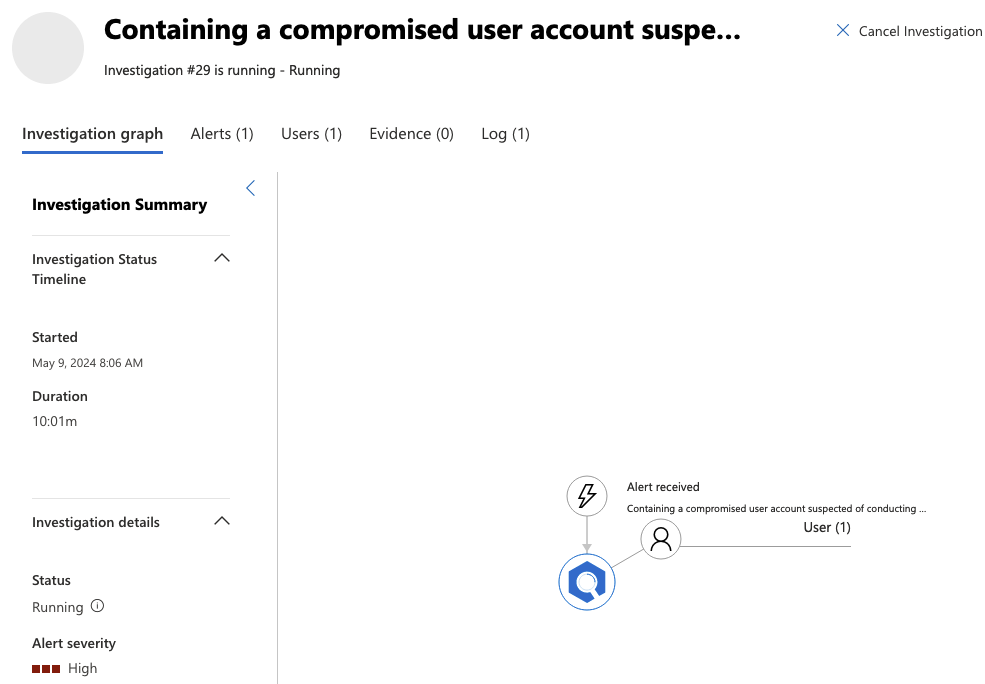 Containing a compromised user account suspe...
Cancel Investigation
Investigation #29 is running - Running
Investigation graph
Alerts (1)
Users (1)
Evidence (0)
Log (1)
Investigation Summary
Investigation Status
Timeline
Started
May 9, 2024 8:06 AM
Duration
10:01m
Investigation details
Status
Running
Alert severity
High
Alert received
Containing a compromised user account suspected of conducting ...
User (1)